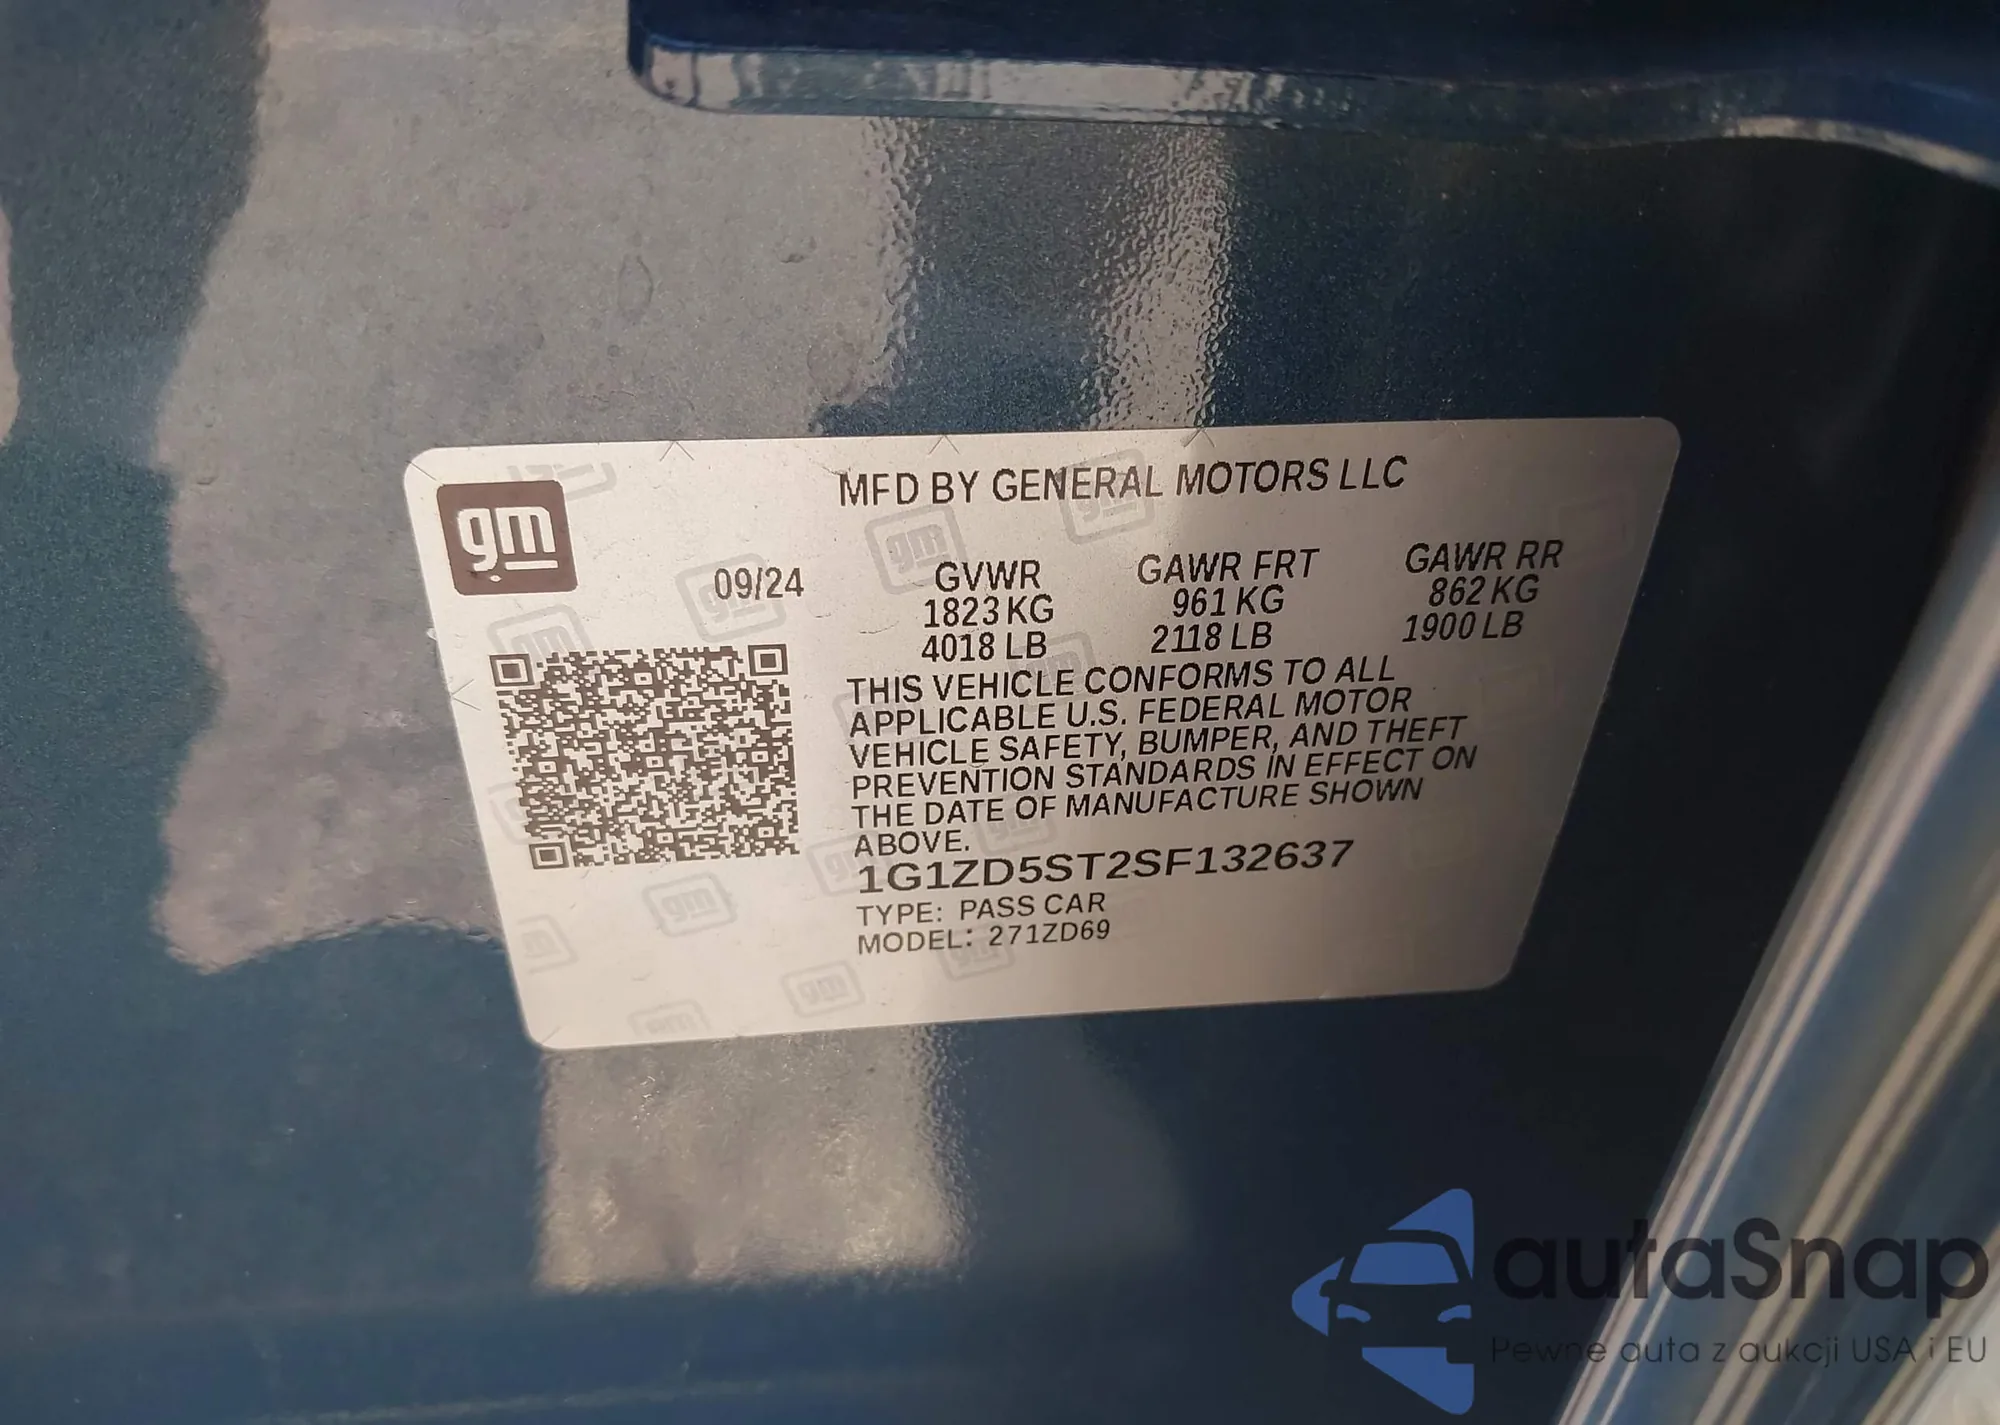 gm
MFD BY GENERAL MOTORS LLC
09/24
GVWR
1823 KG
4018 LB
GAWR FRT
961 KG
2118 LB
GAWR RR
862 KG
1900 LB
THIS VEHICLE CONFORMS TO ALL
APPLICABLE U.S. FEDERAL MOTOR
VEHICLE SAFETY, BUMPER, AND THEFT
PREVENTION STANDARDS IN EFFECT ON
THE DATE OF MANUFACTURE SHOWN
ABOVE.
1G1ZD5ST2SF132637
TYPE: PASS CAR
MODEL: 271ZD69
autaSnap
Pewne auta z aukcji USA i EU